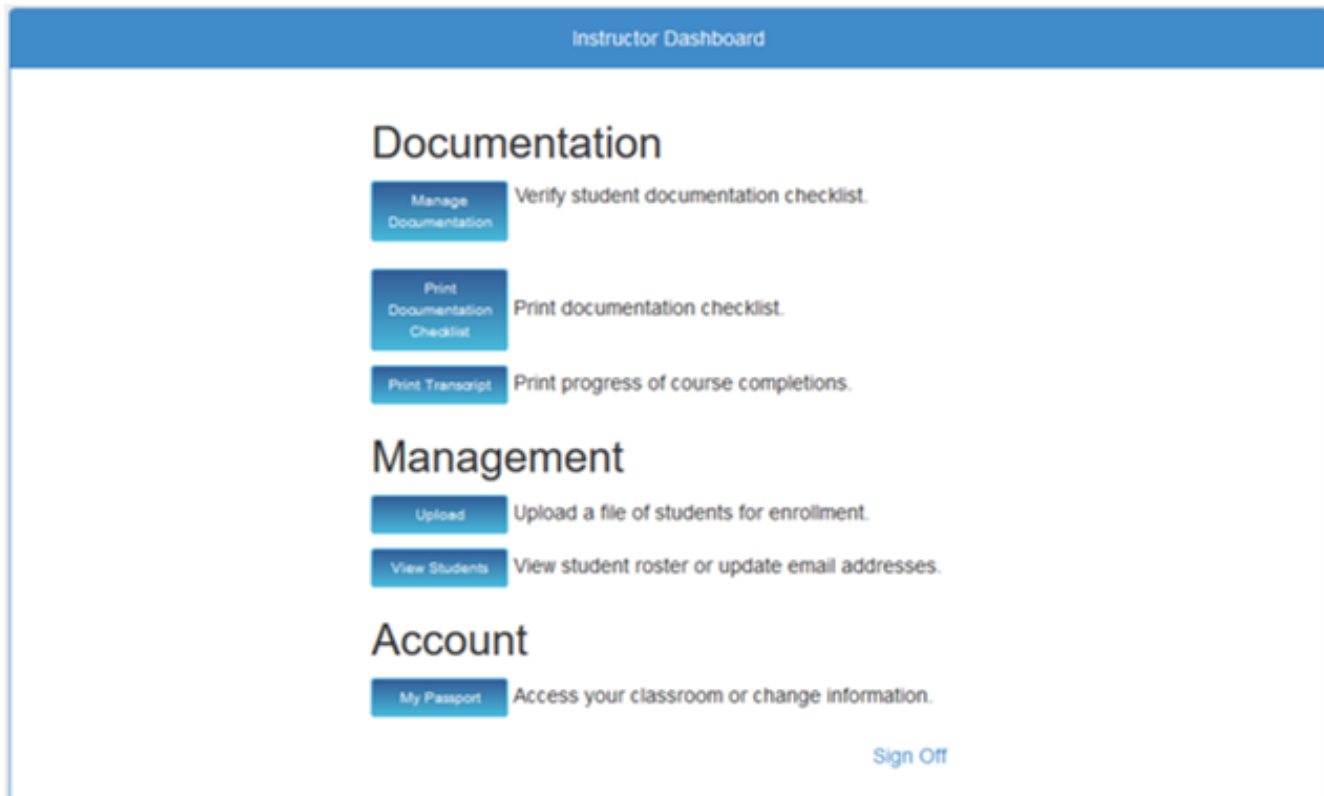 Instructor Dashboard
Documentation
Manage
Documentation
Verify student documentation checklist.
Print
Documentation
Checklist
Print documentation checklist.
Print Transcript
Print progress of course completions.
Management
Upload
Upload a file of students for enrollment.
View Students
View student roster or update email addresses.
Account
My Passport
Access your classroom or change information.
Sign Off